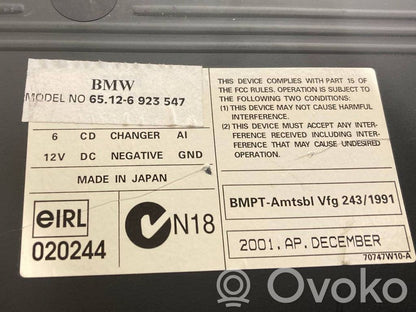 BMW
MODEL NO 65.12-6 923 547
6 CD CHANGER AI
12V DC NEGATIVE GND
MADE IN JAPAN
eIRL
020244
N18
THIS DEVICE COMPLIES WITH PART 15 OF
THE FCC RULES. OPERATION IS SUBJECT TO
THE FOLLOWING TWO CONDITIONS:
(1) THIS DEVICE MAY NOT CAUSE HARMFUL
INTERFERENCE.
(2) THIS DEVICE MUST ACCEPT ANY INTER-
FERENCE RECEIVED INCLUDING INTER-
FERENCE THAT MAY CAUSE UNDESIRED
OPERATION.
BMPT-Amtsbl Vfg 243/1991
2001.AP.DECEMBER
70747W10-A
Ovoko